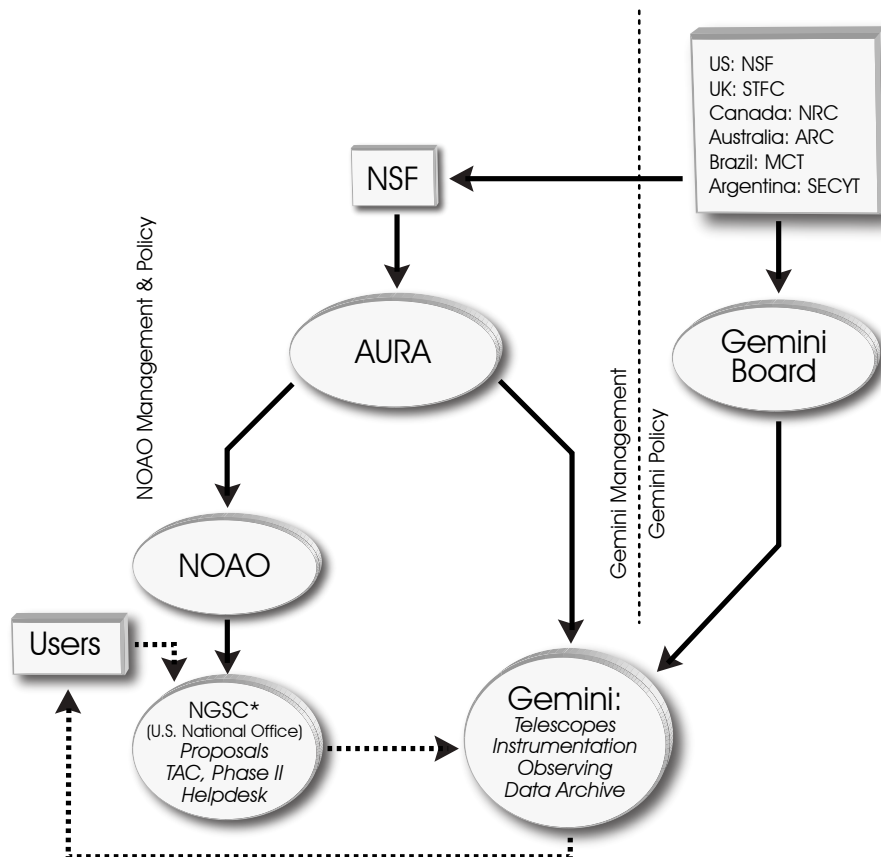 US: NSF
UK: STFC
Canada: NRC
Australia: ARC
Brazil: MCT
Argentina: SECYT
NSF
NOAO Management & Policy
AURA
Gemini
Board
Gemini Management
Gemini Policy
NOAO
Users
NGSC*
(U.S. National Office)
Proposals
TAC, Phase II
Helpdesk
Gemini:
Telescopes
Instrumentation
Observing
Data Archive